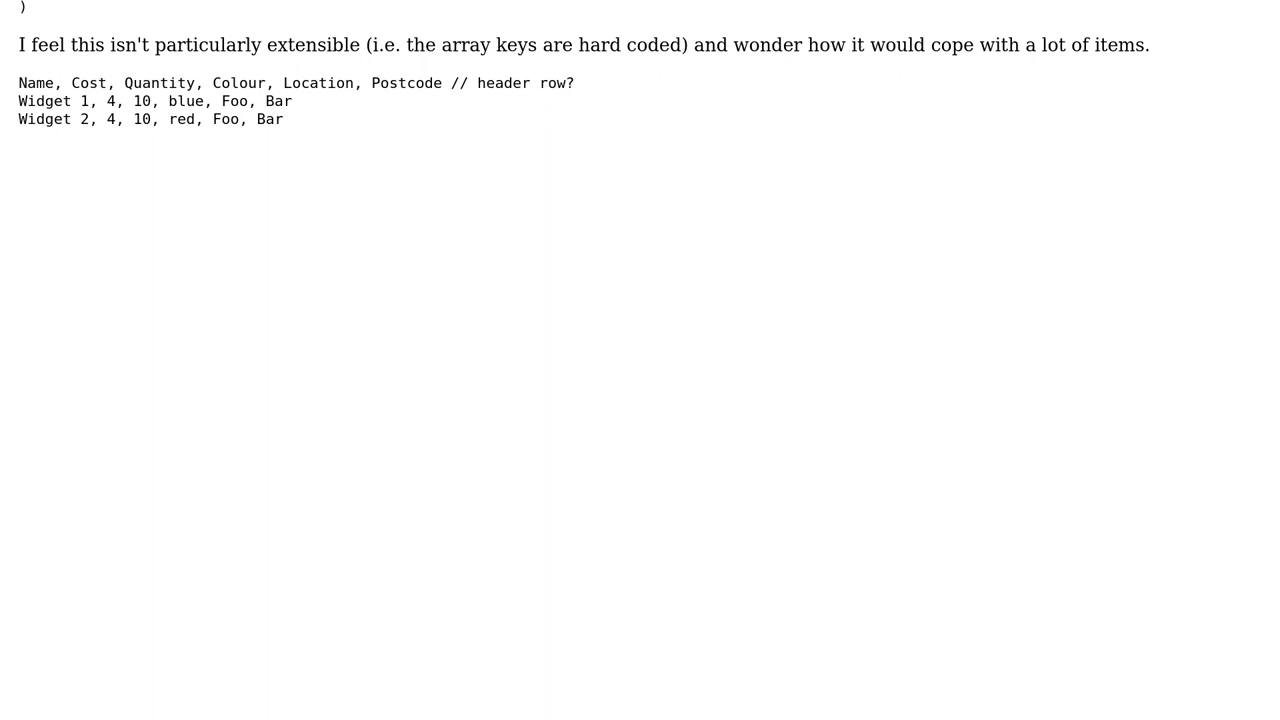 )
I feel this isn't particularly extensible (i.e. the array keys are hard coded) and wonder how it would cope with a lot of items.
Name, Cost, Quantity, Colour, Location, Postcode // header row?
Widget 1, 4, 10, blue, Foo, Bar
Widget 2, 4, 10, red, Foo, Bar